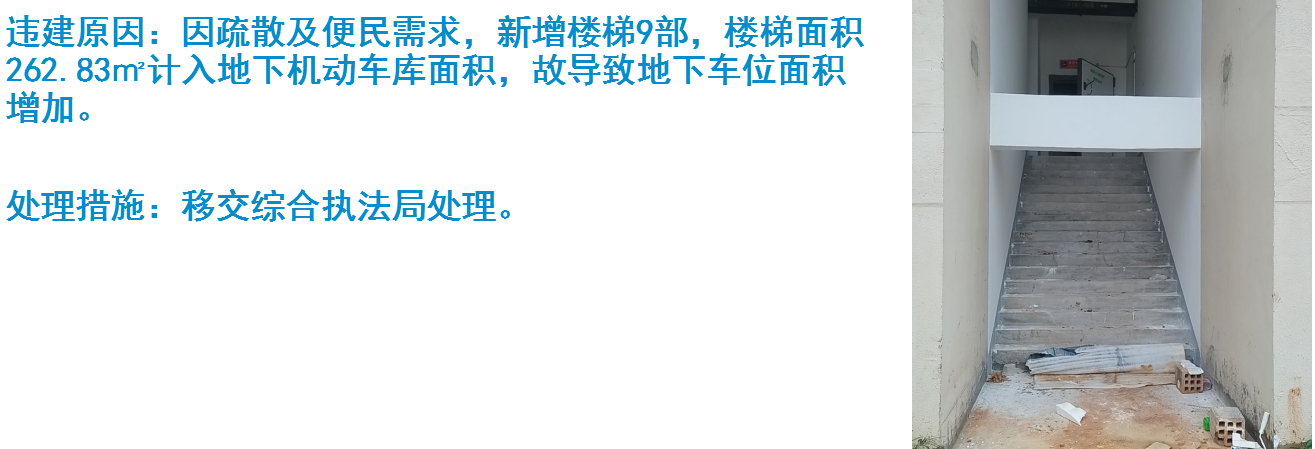 违建原因：因疏散及便民需求，新增楼梯9部，楼梯面积
262.83㎡计入地下机动车库面积，故导致地下车位面积
增加。
处理措施：移交综合执法局处理。